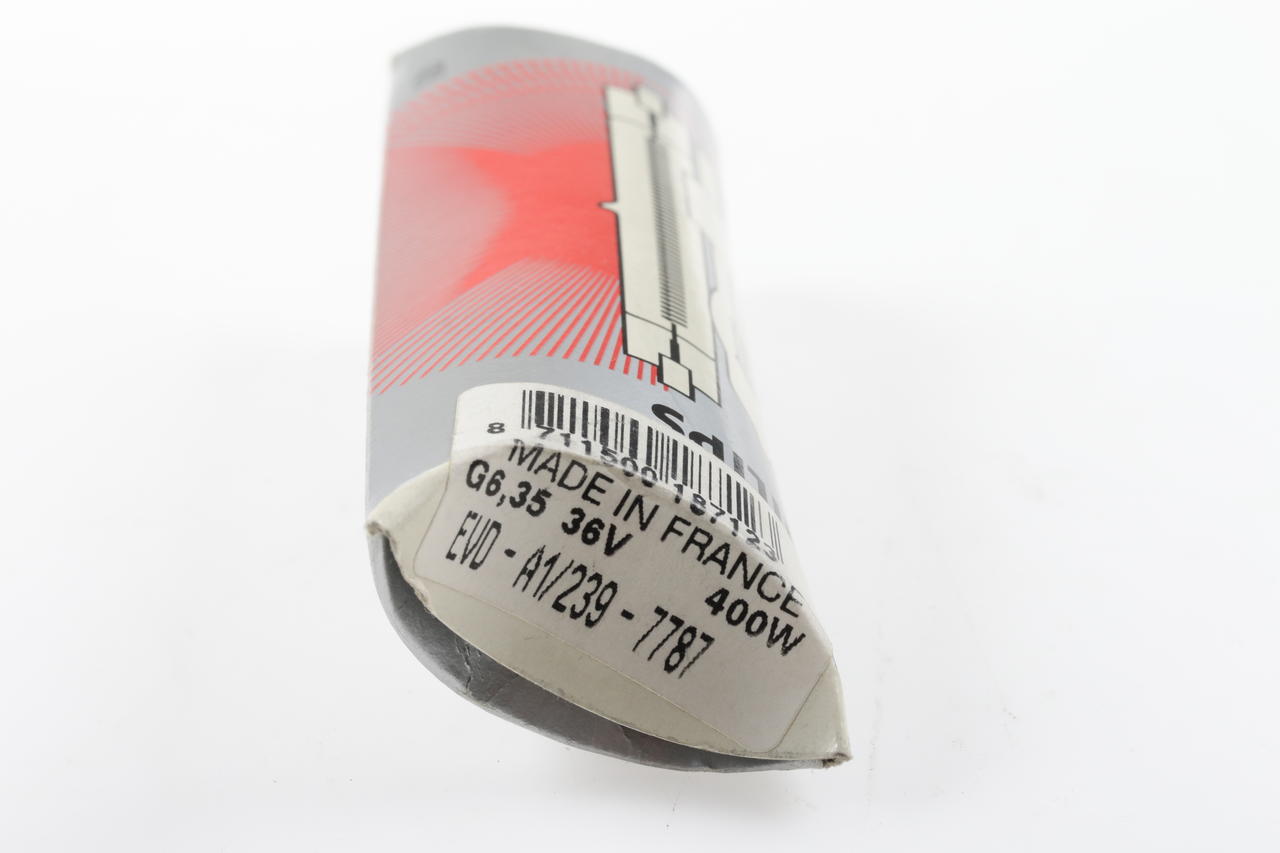 8 711500 187123
MADE IN FRANCE
G6,35 36V 400W
EVD - A1/239 - 7787